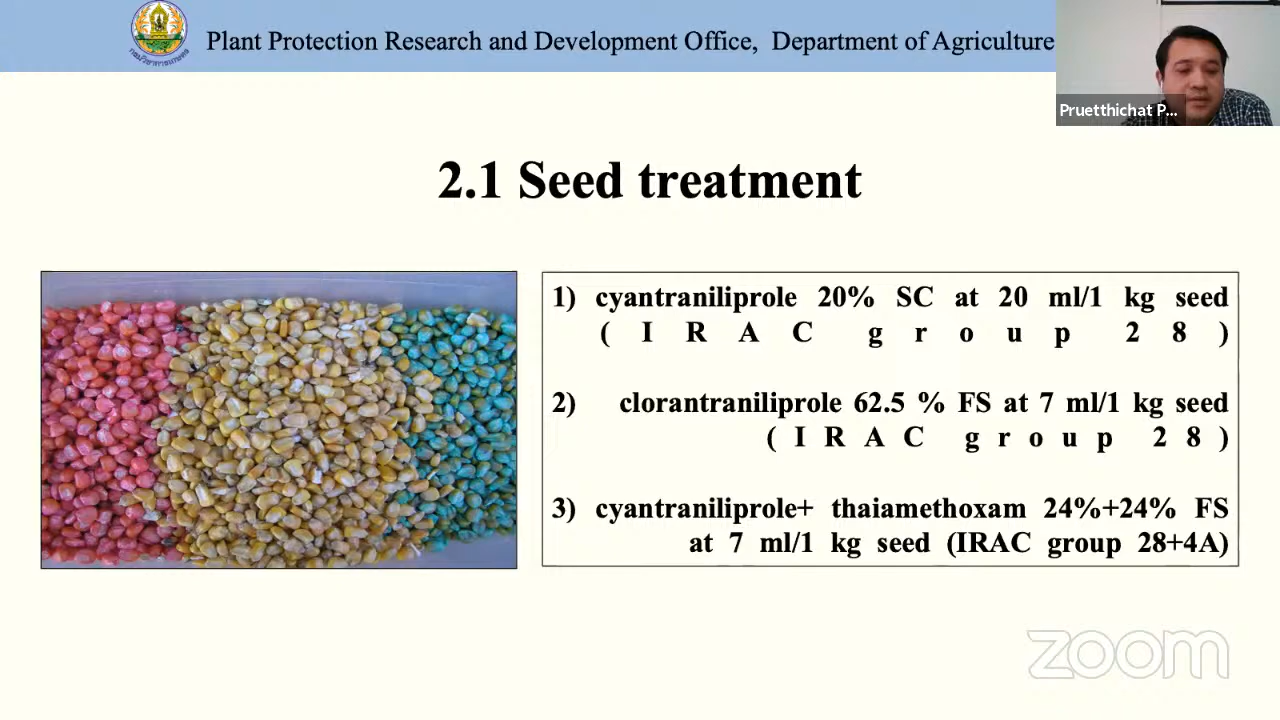 Plant Protection Research and Development Office, Department of Agriculture
Pruetthichat P...
2.1 Seed treatment
1) cyantraniliprole 20% SC at 20 ml/1 kg seed
( I R A C g r o u p 2 8 )
2) clorantraniliprole 62.5 % FS at 7 ml/1 kg seed
( I R A C g r o u p 2 8 )
3) cyantraniliprole+ thaiamethoxam 24%+24% FS
at 7 ml/1 kg seed (IRAC group 28+4A)
zoom